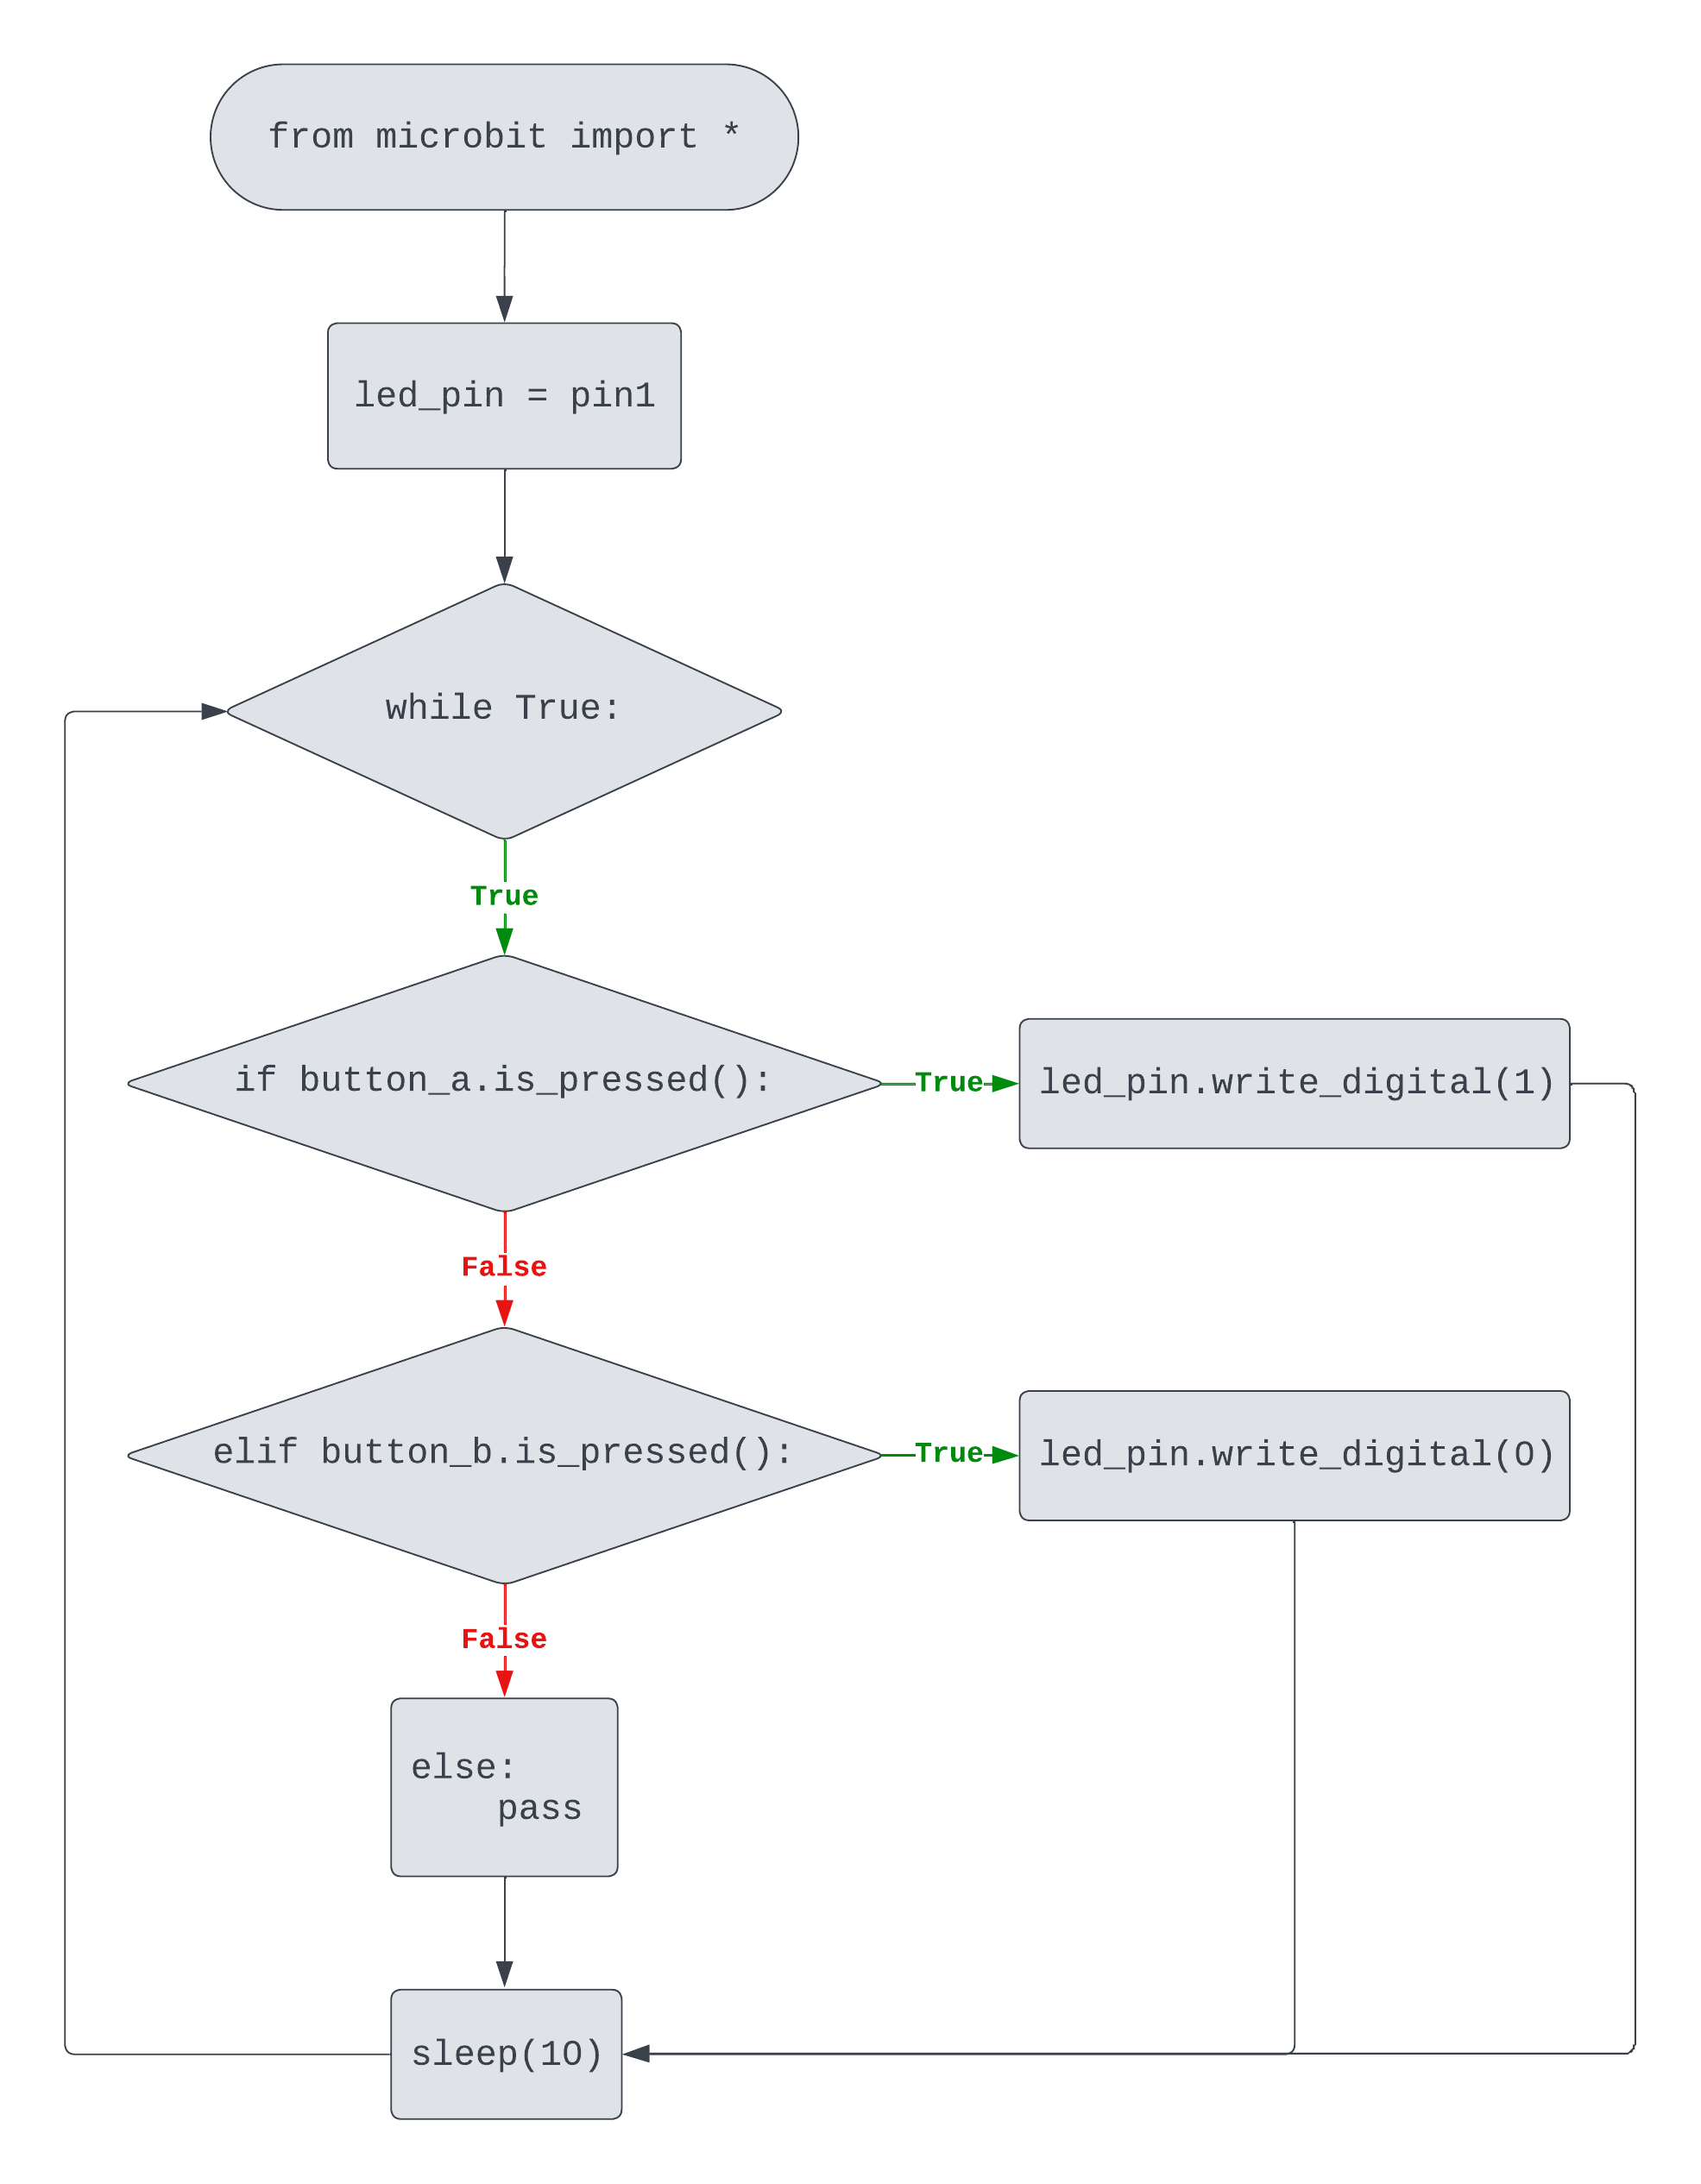 from microbit import *
led_pin = pin1
while True:
True
if button_a.is_pressed():
True
led_pin.write_digital(1)
False
elif button_b.is_pressed():
True
led_pin.write_digital(0)
False
else:
    pass
sleep(10)